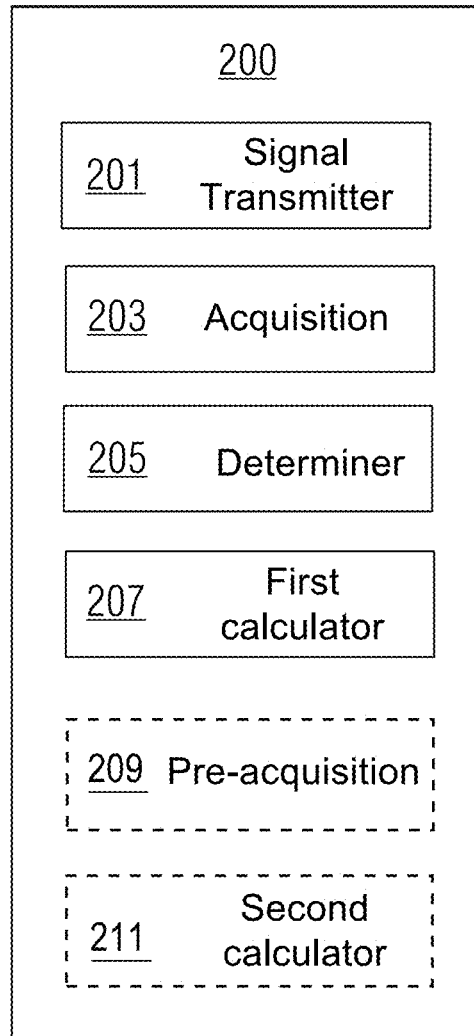 200
201 Signal
Transmitter
203 Acquisition
205 Determiner
207 First
calculator
209 Pre-acquisition
211 Second
calculator